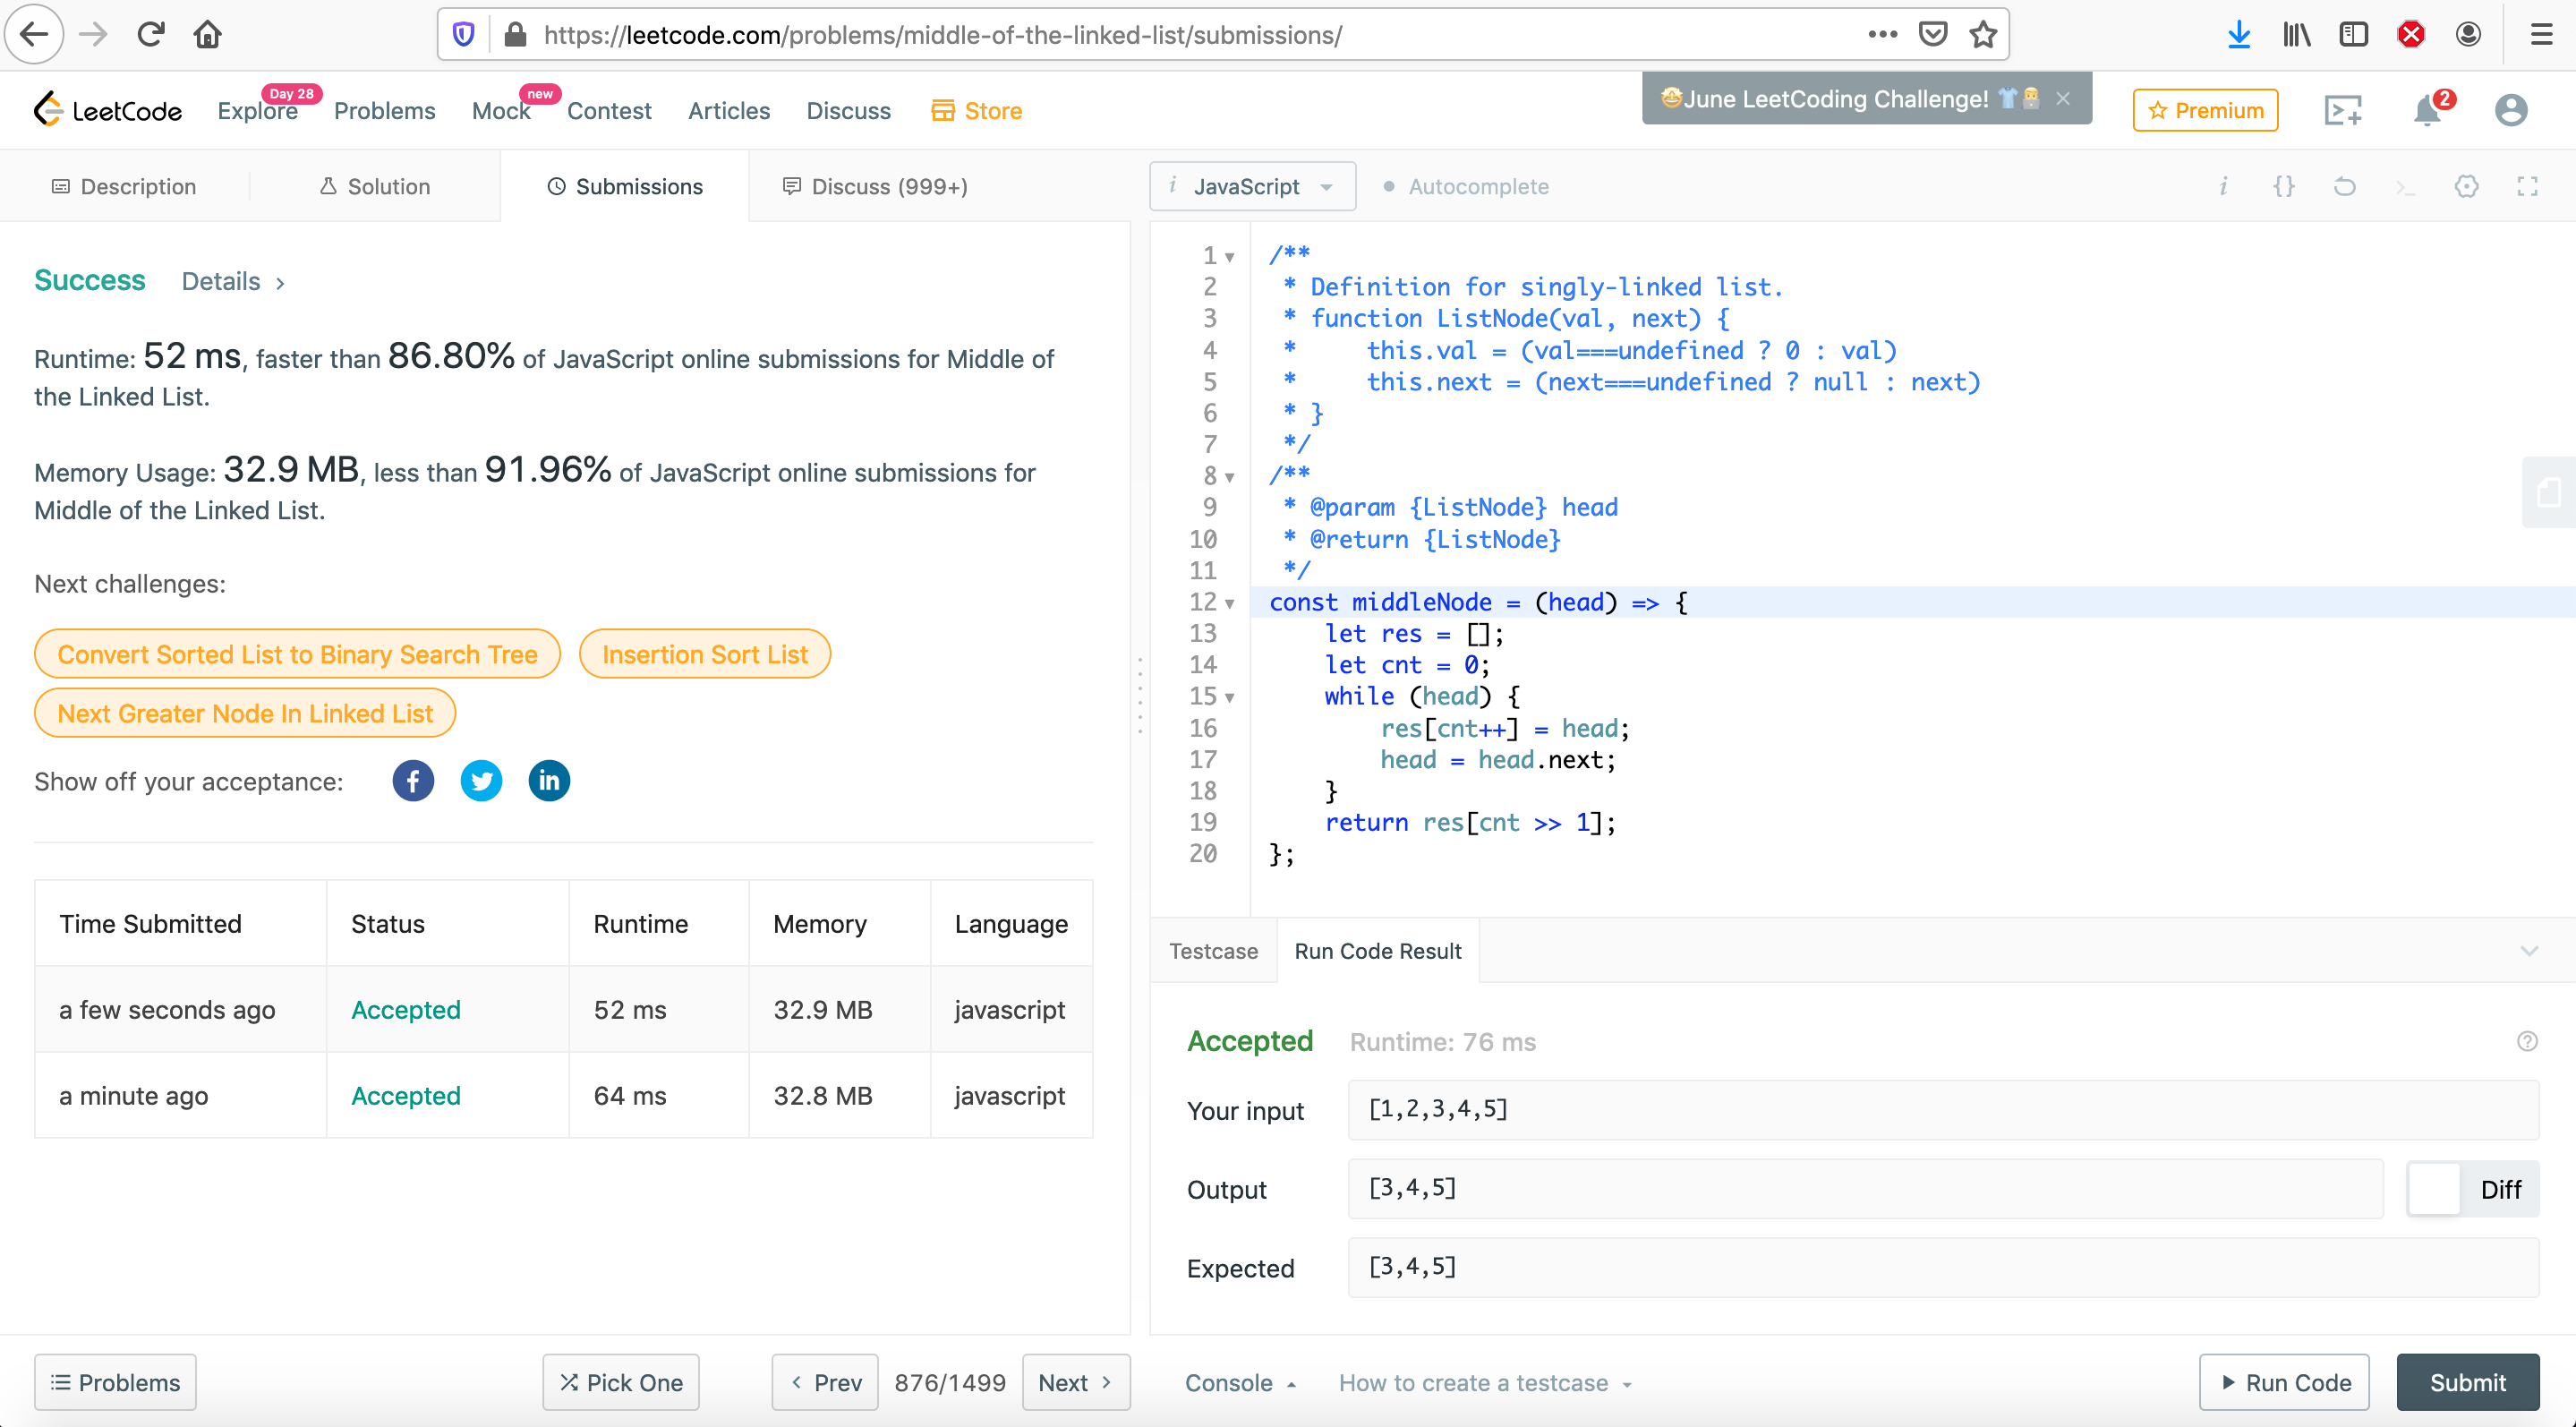 https://leetcode.com/problems/middle-of-the-linked-list/submissions/
LeetCode
Explore
Day 28
Problems
Mock
new
Contest
Articles
Discuss
Store
June LeetCoding Challenge!
Premium
2
Description
Solution
Submissions
Discuss (999+)
Success
Details
Runtime: 52 ms, faster than 86.80% of JavaScript online submissions for Middle of
the Linked List.
Memory Usage: 32.9 MB, less than 91.96% of JavaScript online submissions for
Middle of the Linked List.
Next challenges:
Convert Sorted List to Binary Search Tree
Insertion Sort List
Next Greater Node In Linked List
Show off your acceptance:
Time Submitted Status Runtime Memory Language
a few seconds ago Accepted 52 ms 32.9 MB javascript
a minute ago Accepted 64 ms 32.8 MB javascript
Problems
Pick One
Prev
876/1499
Next
JavaScript
Autocomplete
1 /**
2  * Definition for singly-linked list.
3  * function ListNode(val, next) {
4  *     this.val = (val===undefined ? 0 : val)
5  *     this.next = (next===undefined ? null : next)
6  * }
7  */
8 /**
9  * @param {ListNode} head
10  * @return {ListNode}
11  */
12 const middleNode = (head) => {
13     let res = [];
14     let cnt = 0;
15     while (head) {
16         res[cnt++] = head;
17         head = head.next;
18     }
19     return res[cnt >> 1];
20 };
Testcase
Run Code Result
Accepted
Runtime: 76 ms
Your input
[1,2,3,4,5]
Output
[3,4,5]
Diff
Expected
[3,4,5]
Console
How to create a testcase
Run Code
Submit